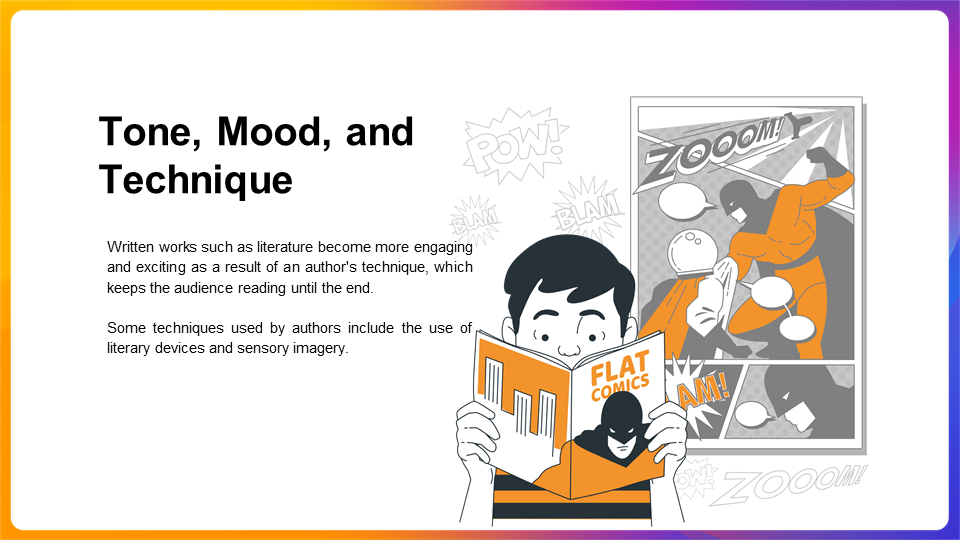 Tone, Mood, and
Technique
Written works such as literature become more engaging
and exciting as a result of an author's technique, which
keeps the audience reading until the end.
Some techniques used by authors include the use of
literary devices and sensory imagery.
POW!
BLAM
BLAM
ZOOOM!
FLAT
COMICS
AM!
OW!
ZOOOM!